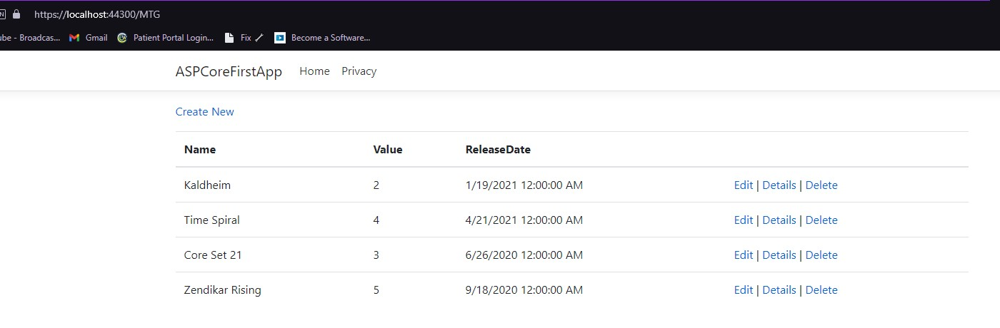 https://localhost:44300/MTG
ube - Broadcas... Gmail Patient Portal Login... Fix Become a Software...
ASPCoreFirstApp Home Privacy
Create New
Name Value ReleaseDate
Kaldheim 2 1/19/2021 12:00:00 AM Edit | Details | Delete
Time Spiral 4 4/21/2021 12:00:00 AM Edit | Details | Delete
Core Set 21 3 6/26/2020 12:00:00 AM Edit | Details | Delete
Zendikar Rising 5 9/18/2020 12:00:00 AM Edit | Details | Delete